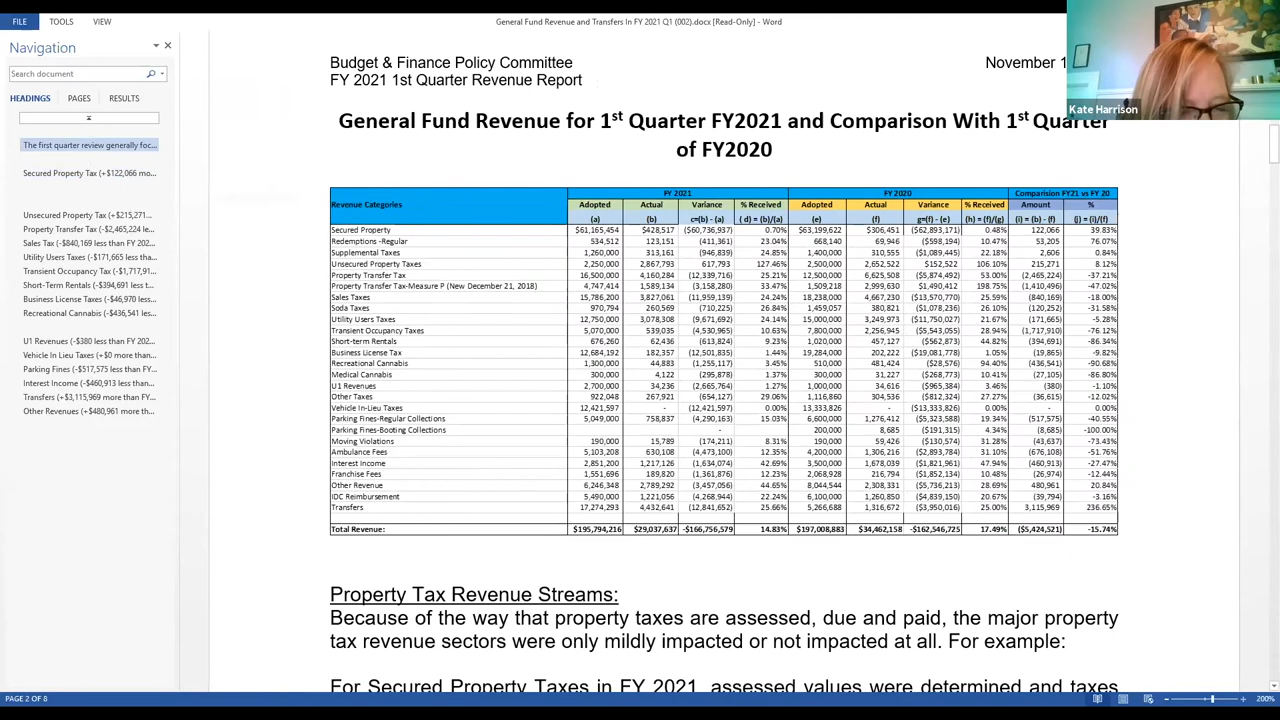 FILE TOOLS VIEW General Fund Revenue and Transfers In FY 2021 Q1 (002).docx [Read-Only] - Word
Navigation
Search document
HEADINGS PAGES RESULTS
The first quarter review generally foc...
Secured Property Tax (+$122,066 mo...
Unsecured Property Tax (+$215,271...
Property Transfer Tax (-$2,465,224 le...
Sales Tax (-$840,169 less than FY 202...
Utility Users Taxes (-$171,665 less th...
Transient Occupancy Tax (-$1,717,91...
Short-Term Rentals (-$394,691 less t...
Business License Taxes (-$46,970 les...
Recreational Cannabis (-$436,541 les...
U1 Revenues (-$380 less than FY 202...
Vehicle In Lieu Taxes (+$0 more than...
Parking Fines (-$517,575 less than FY...
Interest Income (-$460,913 less than...
Transfers (+$3,115,969 more than th...
Other Revenues (+$480,961 more th...
Budget & Finance Policy Committee November 1
FY 2021 1st Quarter Revenue Report
Kate Harrison
General Fund Revenue for 1st Quarter FY2021 and Comparison With 1st Quarter
of FY2020
FY 2021 FY 2020 Comparision FY21 vs FY 20
Revenue Categories Adopted Actual Variance % Received Adopted Actual Variance % Received Amount %
(a) (b) c=(b) - (a) ( d) = (b)/(a) (e) (f) g=(f) - (e) (h) = (f)/(g) (i) = (b) - (f) (j) = (i)/(f)
Secured Property $61,165,454 $428,517 ($60,736,937) 0.70% $63,199,622 $306,451 ($62,893,171) 0.48% 122,066 39.83%
Redemptions -Regular 534,512 123,151 (411,361) 23.04% 668,140 69,946 ($598,194) 10.47% 53,205 76.07%
Supplemental Taxes 1,260,000 313,161 (946,839) 24.85% 1,400,000 310,555 ($1,089,445) 22.18% 2,606 0.84%
Unsecured Property Taxes 2,250,000 2,867,793 617,793 127.46% 2,500,000 2,652,522 $152,522 106.10% 215,271 8.12%
Property Transfer Tax 16,500,000 4,160,284 (12,339,716) 25.21% 12,500,000 6,625,508 ($5,874,492) 53.00% (2,465,224) -37.21%
Property Transfer Tax-Measure P (New December 21, 2018) 4,747,414 1,589,134 (3,158,280) 33.47% 1,509,218 2,999,630 $1,490,412 198.75% (1,410,496) -47.02%
Sales Taxes 15,786,200 3,827,061 (11,959,139) 24.24% 18,238,000 4,667,230 ($13,570,770) 25.59% (840,169) -18.00%
Soda Taxes 970,794 260,569 (710,225) 26.84% 1,459,057 380,821 ($1,078,236) 26.10% (120,252) -31.58%
Utility Users Taxes 12,750,000 3,078,308 (9,671,692) 24.14% 15,000,000 3,249,973 ($11,750,027) 21.67% (171,665) -5.28%
Transient Occupancy Taxes 5,070,000 539,035 (4,530,965) 10.63% 7,800,000 2,256,945 ($5,543,055) 28.94% (1,717,910) -76.12%
Short-term Rentals 676,260 62,436 (613,824) 9.23% 1,020,000 457,127 ($562,873) 44.82% (394,691) -86.34%
Business License Tax 12,684,192 182,357 (12,501,835) 1.44% 19,284,000 202,222 ($19,081,778) 1.05% (19,865) -9.82%
Recreational Cannabis 1,300,000 44,883 (1,255,117) 3.45% 510,000 481,424 ($28,576) 94.40% (436,541) -90.68%
Medical Cannabis 300,000 4,122 (295,878) 1.37% 300,000 31,227 ($268,773) 10.41% (27,105) -86.80%
U1 Revenues 2,700,000 34,236 (2,665,764) 1.27% 1,000,000 34,616 ($965,384) 3.46% (380) -1.10%
Other Taxes 922,048 267,921 (654,127) 29.06% 1,116,860 304,536 ($812,324) 27.27% (36,615) -12.02%
Vehicle In-Lieu Taxes 12,421,597 - (12,421,597) 0.00% 13,333,826 - ($13,333,826) 0.00% - 0.00%
Parking Fines-Regular Collections 5,049,000 758,837 (4,290,163) 15.03% 6,600,000 1,276,412 ($5,323,588) 19.34% (517,575) -40.55%
Parking Fines-Booting Collections - 200,000 8,685 ($191,315) 4.34% (8,685) -100.00%
Moving Violations 190,000 15,789 (174,211) 8.31% 190,000 59,426 ($130,574) 31.28% (43,637) -73.43%
Ambulance Fees 5,103,208 630,108 (4,473,100) 12.35% 4,200,000 1,306,216 ($2,893,784) 31.10% (676,108) -51.76%
Interest Income 2,851,200 1,217,126 (1,634,074) 42.69% 3,500,000 1,678,039 ($1,821,961) 47.94% (460,913) -27.47%
Franchise Fees 1,551,696 189,820 (1,361,876) 12.23% 2,068,928 216,794 ($1,852,134) 10.48% (26,974) -12.44%
Other Revenue 6,246,348 2,789,292 (3,457,056) 44.65% 8,044,544 2,308,331 ($5,736,213) 28.69% 480,961 20.84%
IDC Reimbursement 5,490,000 1,221,056 (4,268,944) 22.24% 6,100,000 1,260,850 ($4,839,150) 20.67% (39,794) -3.16%
Transfers 17,274,293 4,432,641 (12,841,652) 25.66% 5,266,688 1,316,672 ($3,950,016) 25.00% 3,115,969 236.65%
Total Revenue: $195,794,216 $29,037,637 -$166,756,579 14.83% $197,008,883 $34,462,158 -$162,546,725 17.49% ($5,424,521) -15.74%
Property Tax Revenue Streams:
Because of the way that property taxes are assessed, due and paid, the major property
tax revenue sectors were only mildly impacted or not impacted at all. For example:
For Secured Property Taxes in FY 2021, assessed values were determined and taxes
PAGE 2 OF 8 200%